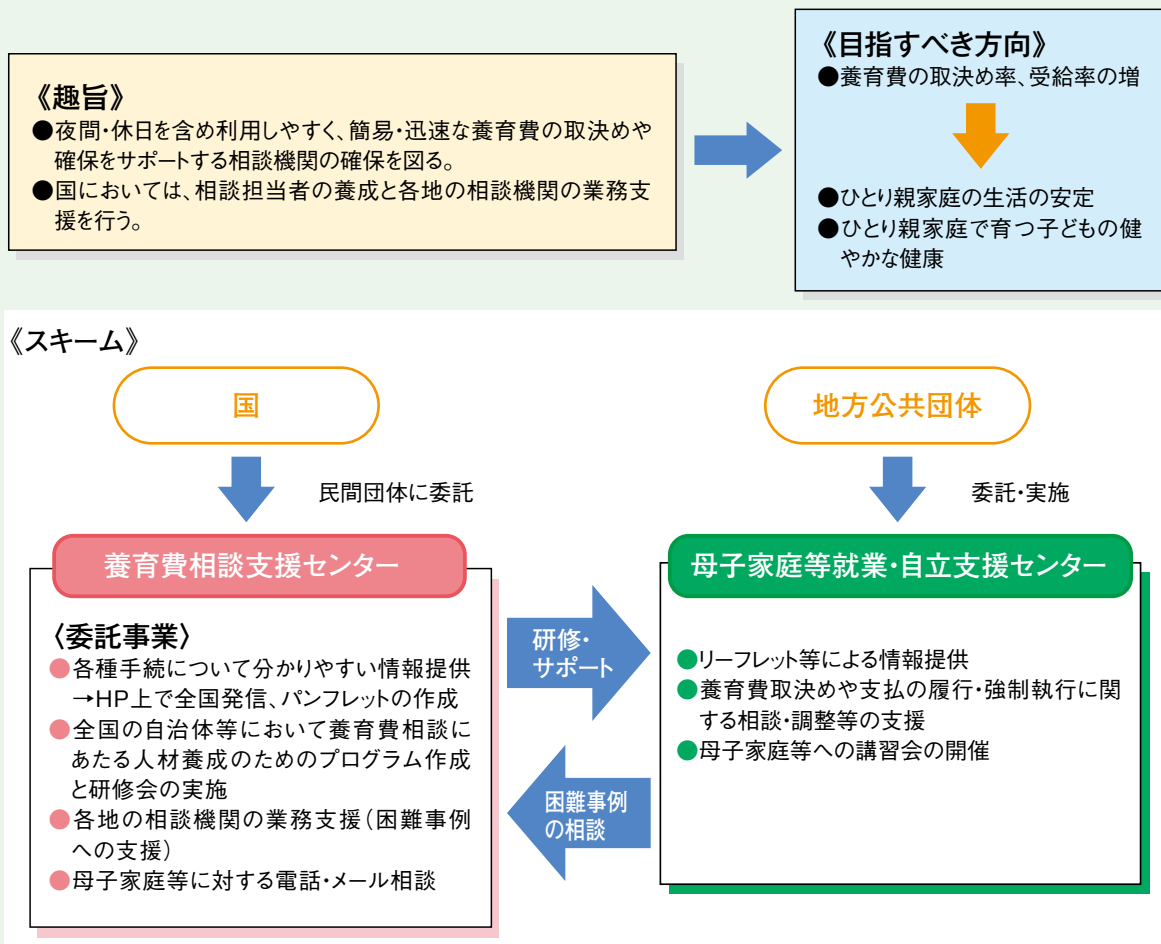 《趣旨》
●夜間・休日を含め利用しやすく、簡易・迅速な養育費の取決めや
確保をサポートする相談機関の確保を図る。
●国においては、相談担当者の養成と各地の相談機関の業務支
援を行う。
《目指すべき方向》
●養育費の取決め率、受給率の増
●ひとり親家庭の生活の安定
●ひとり親家庭で育つ子どもの健
やかな健康
《スキーム》
国
民間団体に委託
養育費相談支援センター
〈委託事業〉
●各種手続について分かりやすい情報提供
→HP上で全国発信、パンフレットの作成
●全国の自治体等において養育費相談に
あたる人材養成のためのプログラム作成
と研修会の実施
●各地の相談機関の業務支援(困難事例
への支援)
●母子家庭等に対する電話・メール相談
研修・
サポート
困難事例
の相談
地方公共団体
委託・実施
母子家庭等就業・自立支援センター
●リーフレット等による情報提供
●養育費取決めや支払の履行・強制執行に関
する相談・調整等の支援
●母子家庭等への講習会の開催